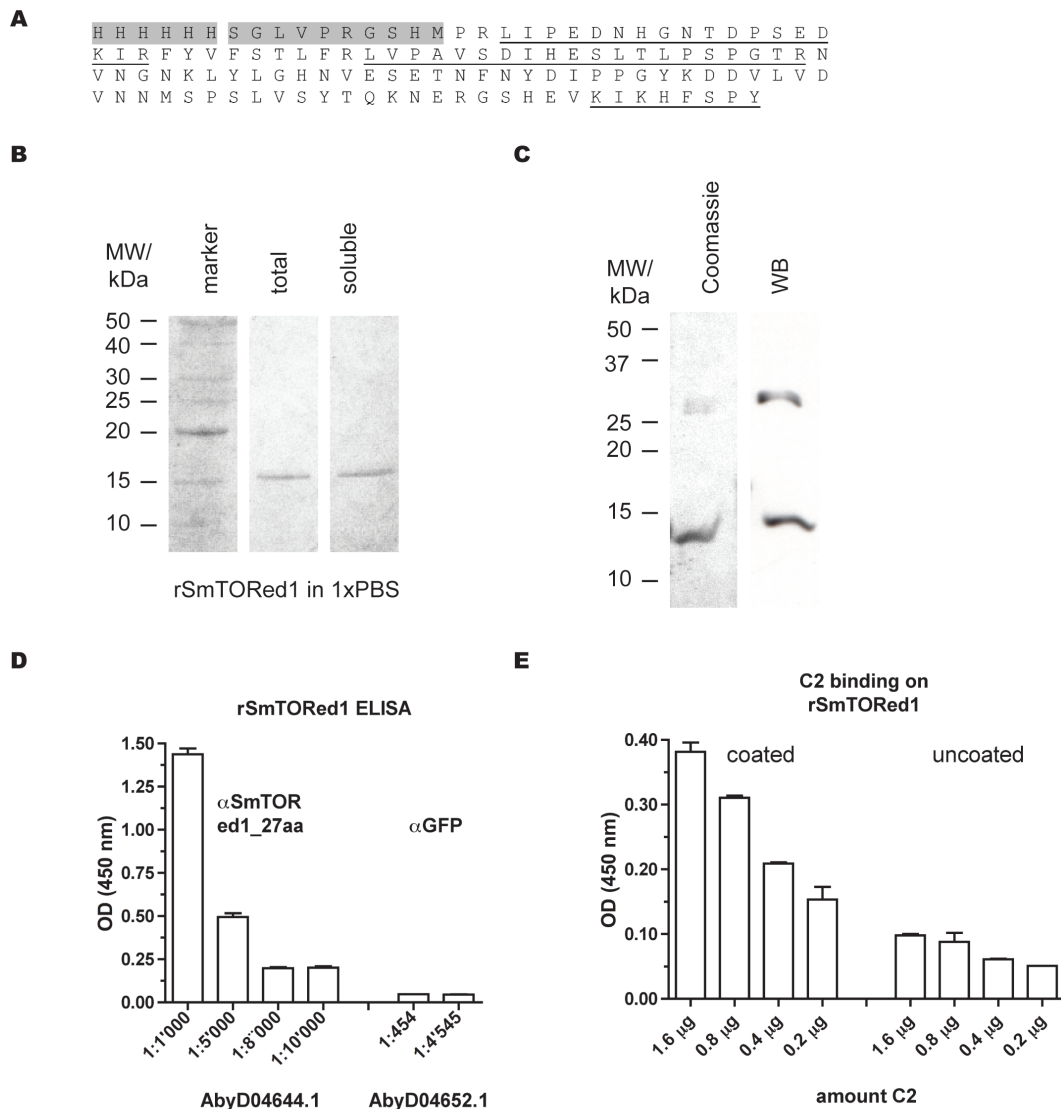 A
H H H H H H S G L V P R G S H M P R L I P E D N H G N T D P S E D
K I R F Y V F S T L F R L V P A V S D I H E S L T L P S P G T R N
V N G N K L Y L G H N V E S E T N F N Y D I P P G Y K D D V L V D
V N N M S P S L V S Y T Q K N E R G S H E V K I K H F S P Y
B
MW/
kDa
marker
total
soluble
50
40
30
25
20
15
10
rSmTORed1 in 1xPBS
C
MW/
kDa
Coomassie
WB
50
37
25
20
15
10
D
rSmTORed1 ELISA
OD (450 nm)
1.50
1.25
1.00
0.75
0.50
0.25
0.00
αSmTOR
ed1_27aa
αGFP
1:1'000
1:5'000
1:8¨000
1:10'000
1:454
1:4'545
AbyD04644.1
AbyD04652.1
E
C2 binding on
rSmTORed1
OD (450 nm)
0.40
0.30
0.20
0.10
0.00
coated
uncoated
1.6 µg
0.8 µg
0.4 µg
0.2 µg
1.6 µg
0.8 µg
0.4 µg
0.2 µg
amount C2